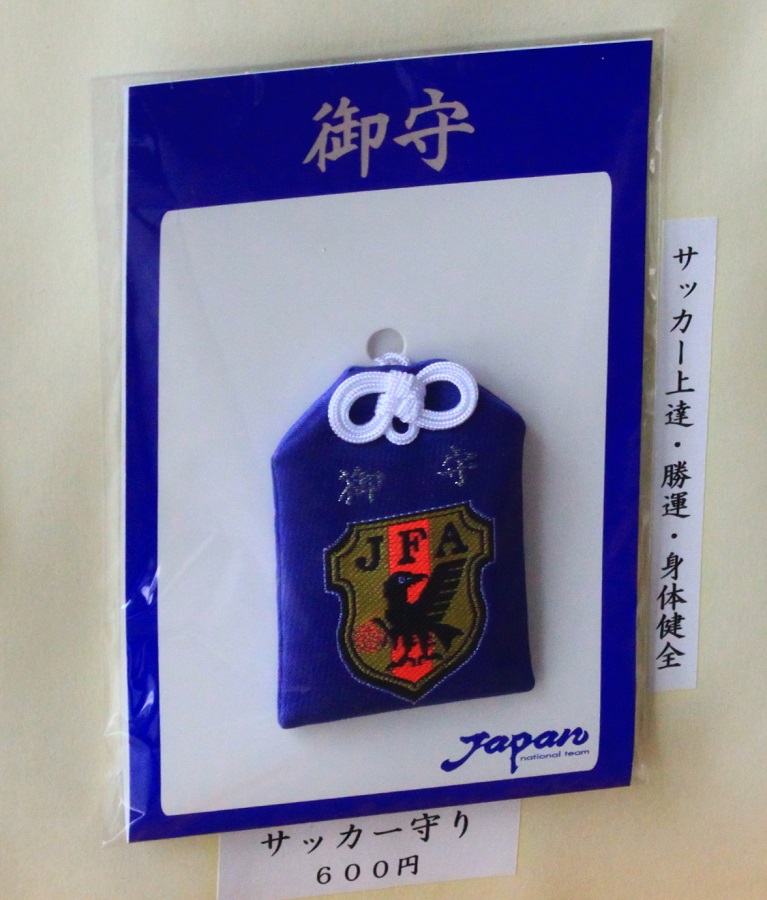 御守
サッカー上達・勝運・身体健全
御守
JFA
Japan
national team
サッカー守り
600円